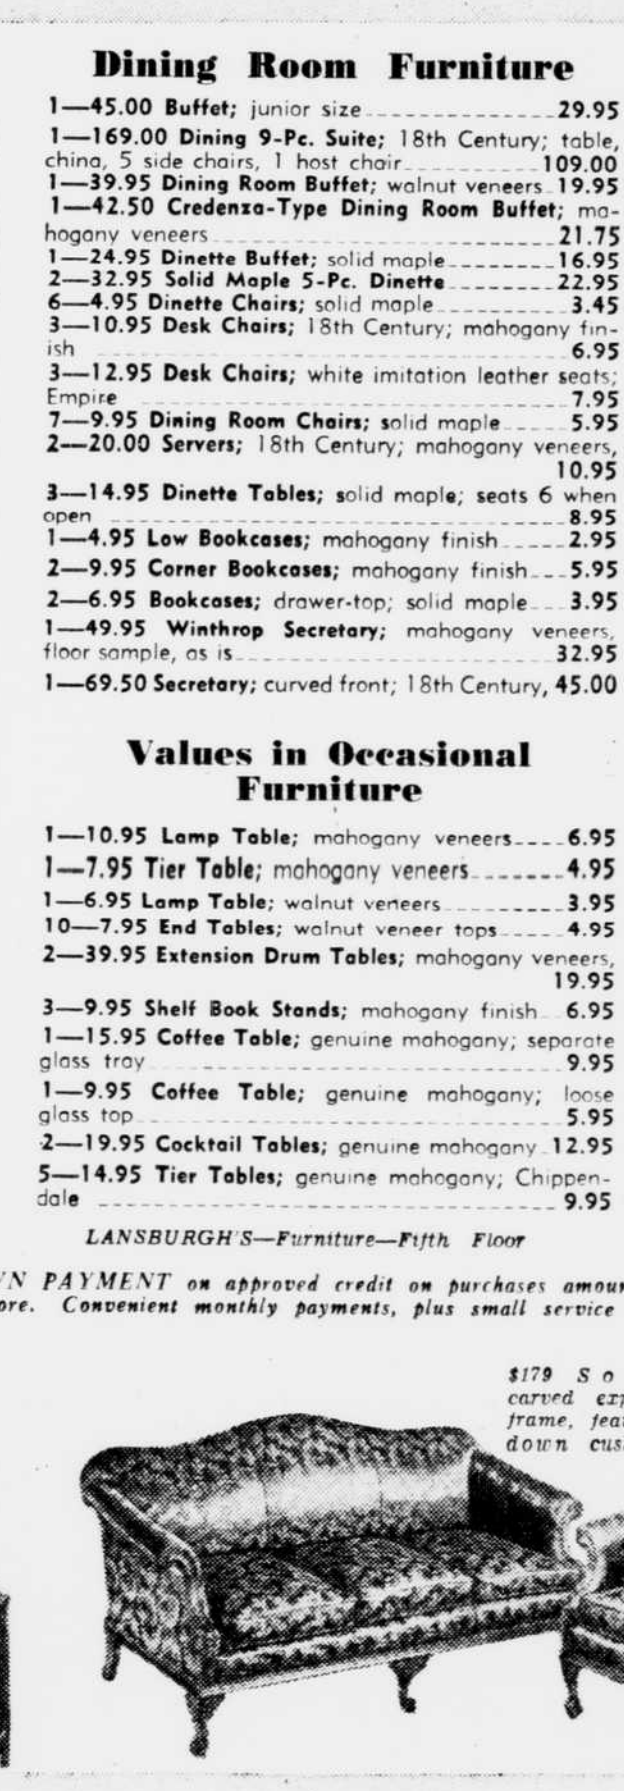 Dining Room Furniture
1—45.00 Buffet; junior size 29.95
1—169.00 Dining 9-Pc. Suite; 18th Century; table,
china, 5 side chairs, 1 host chair 109.00
1—39.95 Dining Room Buffet; walnut veneers 19.95
1—42.50 Credenza-Type Dining Room Buffet; ma-
hogany veneers 21.75
1—24.95 Dinette Buffet; solid maple 16.95
2—32.95 Solid Maple 5-Pc. Dinette 22.95
6—4.95 Dinette Chairs; solid maple 3.45
3—10.95 Desk Chairs; 18th Century; mahogany fin-
ish 6.95
3—12.95 Desk Chairs; white imitation leather seats;
Empire 7.95
7—9.95 Dining Room Chairs; solid maple 5.95
2—20.00 Servers; 18th Century; mahogany veneers,
10.95
3—14.95 Dinette Tables; solid maple; seats 6 when
open 8.95
1—4.95 Low Bookcases; mahogany finish 2.95
2—9.95 Corner Bookcases; mahogany finish 5.95
2—6.95 Bookcases; drawer-top; solid maple 3.95
1—49.95 Winthrop Secretary; mahogany veneers,
floor sample, as is 32.95
1—69.50 Secretary; curved front; 18th Century, 45.00
Values in Occasional
Furniture
1—10.95 Lamp Table; mahogany veneers 6.95
1—7.95 Tier Table; mahogany veneers 4.95
1—6.95 Lamp Table; walnut veneers 3.95
10—7.95 End Tables; walnut veneer tops 4.95
2—39.95 Extension Drum Tables; mahogany veneers,
19.95
3—9.95 Shelf Book Stands; mahogany finish 6.95
1—15.95 Coffee Table; genuine mahogany; separate
glass tray 9.95
1—9.95 Coffee Table; genuine mahogany; loose
glass top 5.95
2—19.95 Cocktail Tables; genuine mahogany 12.95
5—14.95 Tier Tables; genuine mahogany; Chippen-
dale 9.95
LANSBURGH'S—Furniture—Fifth Floor
PAYMENT on approved credit on purchases
Convenient monthly payments, plus small service
$179
carved
frame,
down